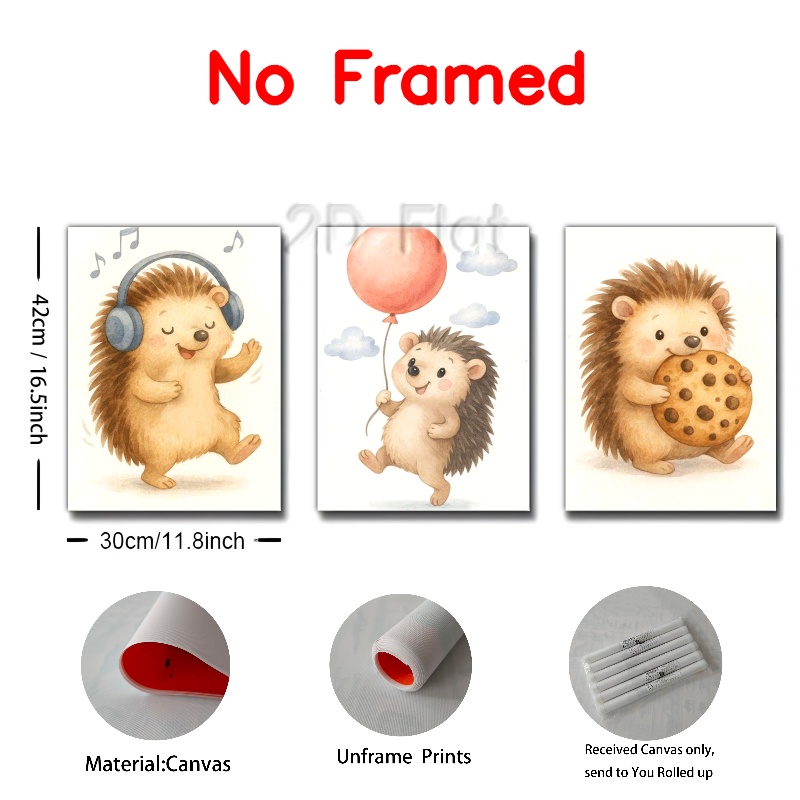 No Framed
2D Flat
42cm / 16.5inch
30cm/11.8inch
Material:Canvas
Unframe Prints
Received Canvas only,
send to You Rolled up